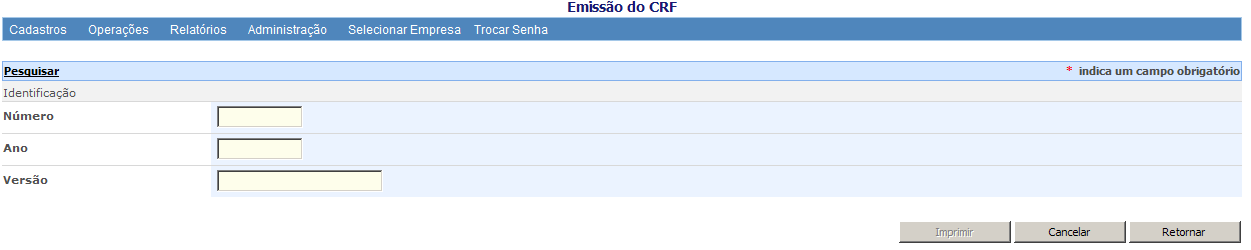 Emissão do CRF
Cadastros Operações Relatórios Administração Selecionar Empresa Trocar Senha
Pesquisar * indica um campo obrigatório
Identificação
Número
Ano
Versão
Imprimir Cancelar Retornar